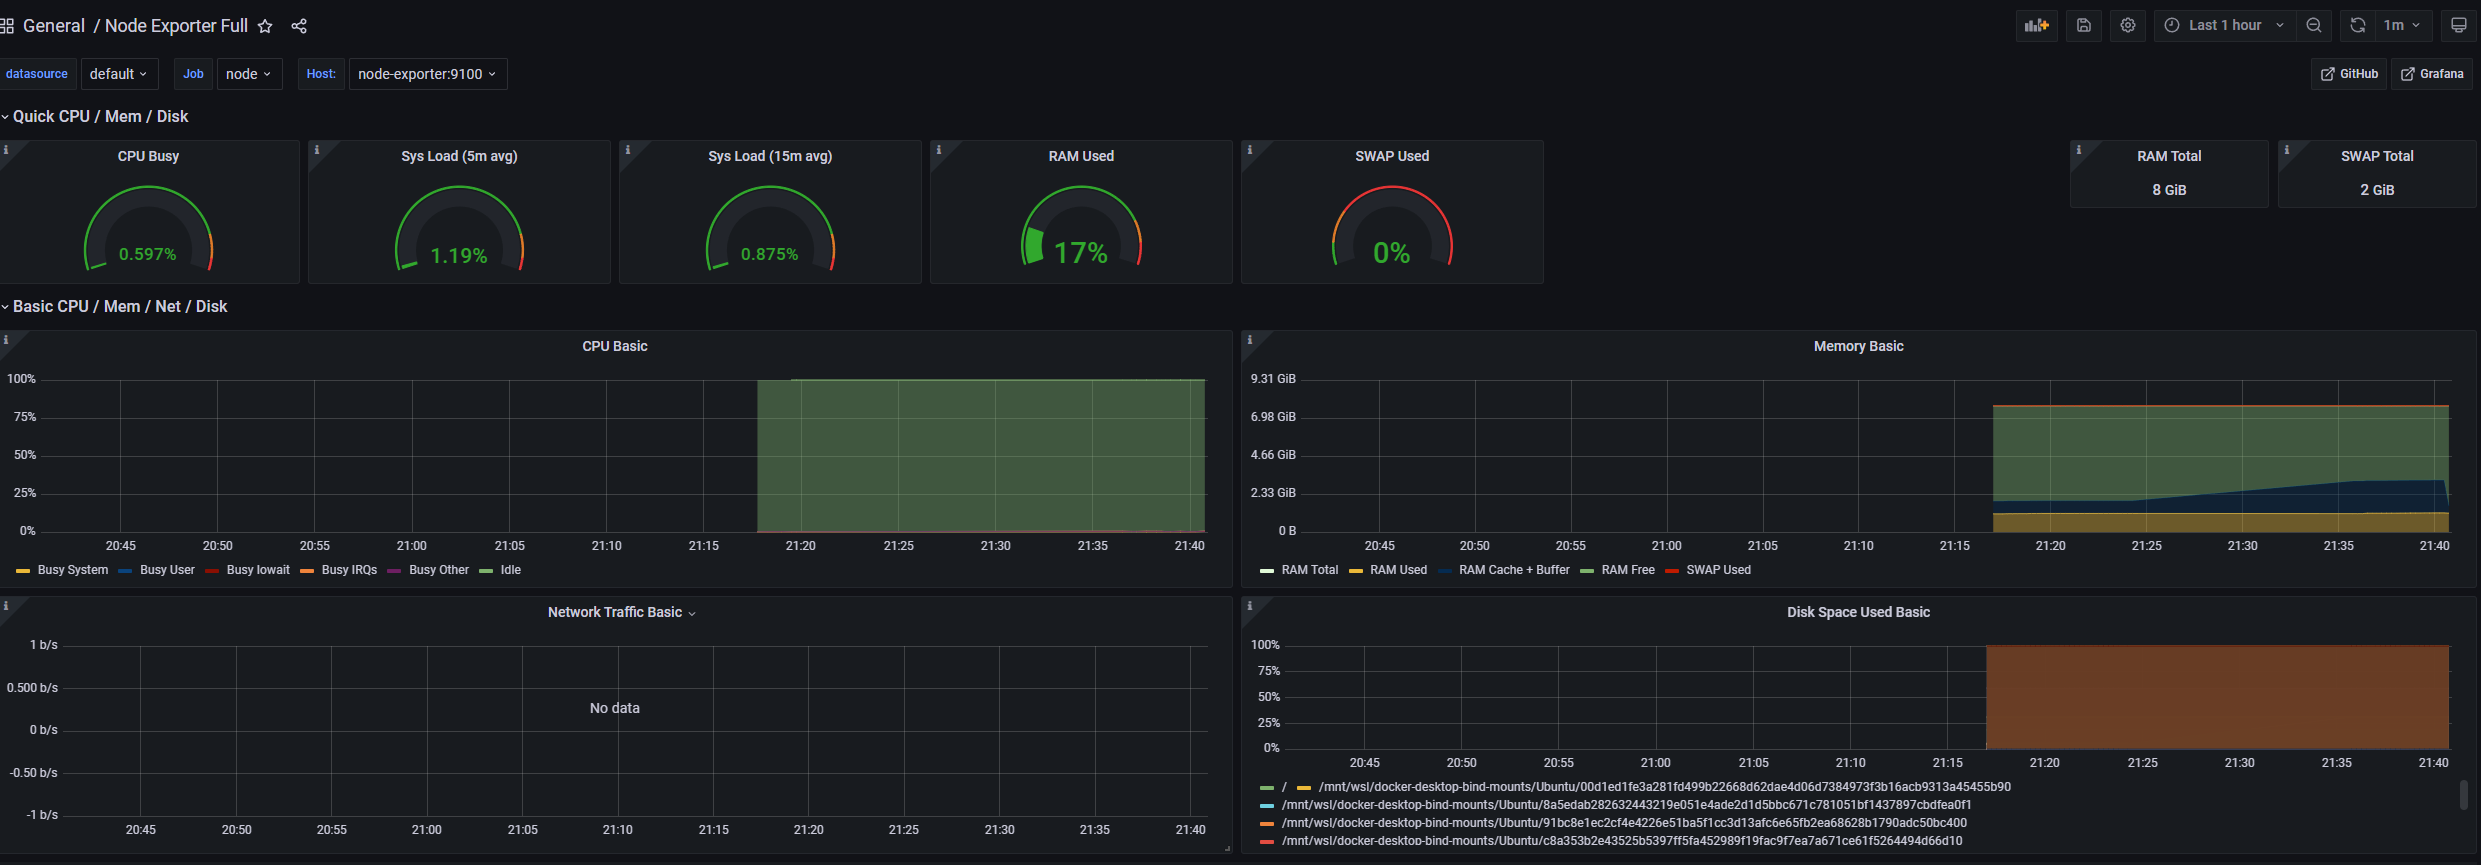 General / Node Exporter Full
Last 1 hour
1m
datasource default Job node Host: node-exporter:9100
GitHub Grafana
Quick CPU / Mem / Disk
CPU Busy
0.597%
Sys Load (5m avg)
1.19%
Sys Load (15m avg)
0.875%
RAM Used
17%
SWAP Used
0%
RAM Total
8 GiB
SWAP Total
2 GiB
Basic CPU / Mem / Net / Disk
CPU Basic
100%
75%
50%
25%
0%
20:45 20:50 20:55 21:00 21:05 21:10 21:15 21:20 21:25 21:30 21:35 21:40
Busy System Busy User Busy Iowait Busy IRQs Busy Other Idle
Memory Basic
9.31 GiB
6.98 GiB
4.66 GiB
2.33 GiB
0 B
20:45 20:50 20:55 21:00 21:05 21:10 21:15 21:20 21:25 21:30 21:35 21:40
RAM Total RAM Used RAM Cache + Buffer RAM Free SWAP Used
Network Traffic Basic
1 b/s
0.500 b/s
0 b/s
-0.50 b/s
-1 b/s
No data
20:45 20:50 20:55 21:00 21:05 21:10 21:15 21:20 21:25 21:30 21:35 21:40
Disk Space Used Basic
100%
75%
50%
25%
0%
20:45 20:50 20:55 21:00 21:05 21:10 21:15 21:20 21:25 21:30 21:35 21:40
/ /mnt/wsl/docker-desktop-bind-mounts/Ubuntu/00d1ed1fe3a281fd499b22668d62dae4d06d7384973f3b16acb9313a45455b90
/mnt/wsl/docker-desktop-bind-mounts/Ubuntu/8a5edab282632443219e051e4ade2d1d5bbc671c781051bf1437897cbdfea0f1
/mnt/wsl/docker-desktop-bind-mounts/Ubuntu/91bc8e1ec2cf4e4226e51ba5f1cc3d13afc6e65fb2ea68628b1790adc50bc400
/mnt/wsl/docker-desktop-bind-mounts/Ubuntu/c8a353b2e43525b5397ff5fa452989f19fac9f7ea7a671ce61f5264494d66d10